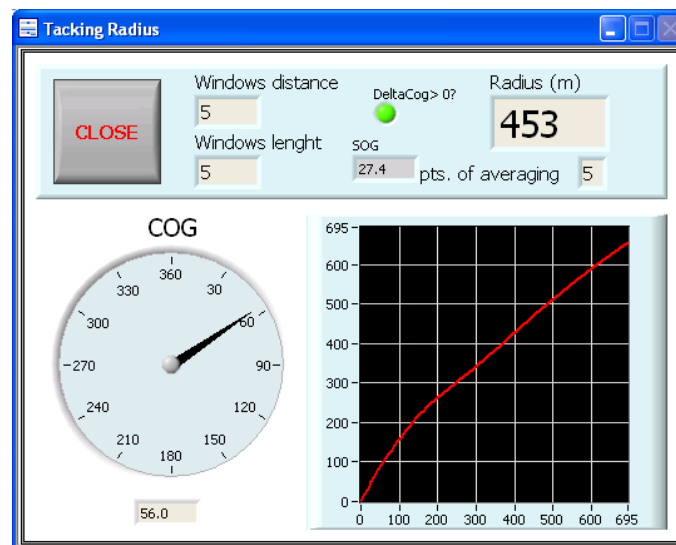 Tacking Radius
CLOSE
Windows distance
5
Windows lenght
5
DeltaCog> 0?
SOG
27.4
Radius (m)
453
pts. of averaging
5
COG
360
30
60
90
120
150
180
210
240
270
300
330
56.0
695
600
500
400
300
200
100
0
0 100 200 300 400 500 600 695